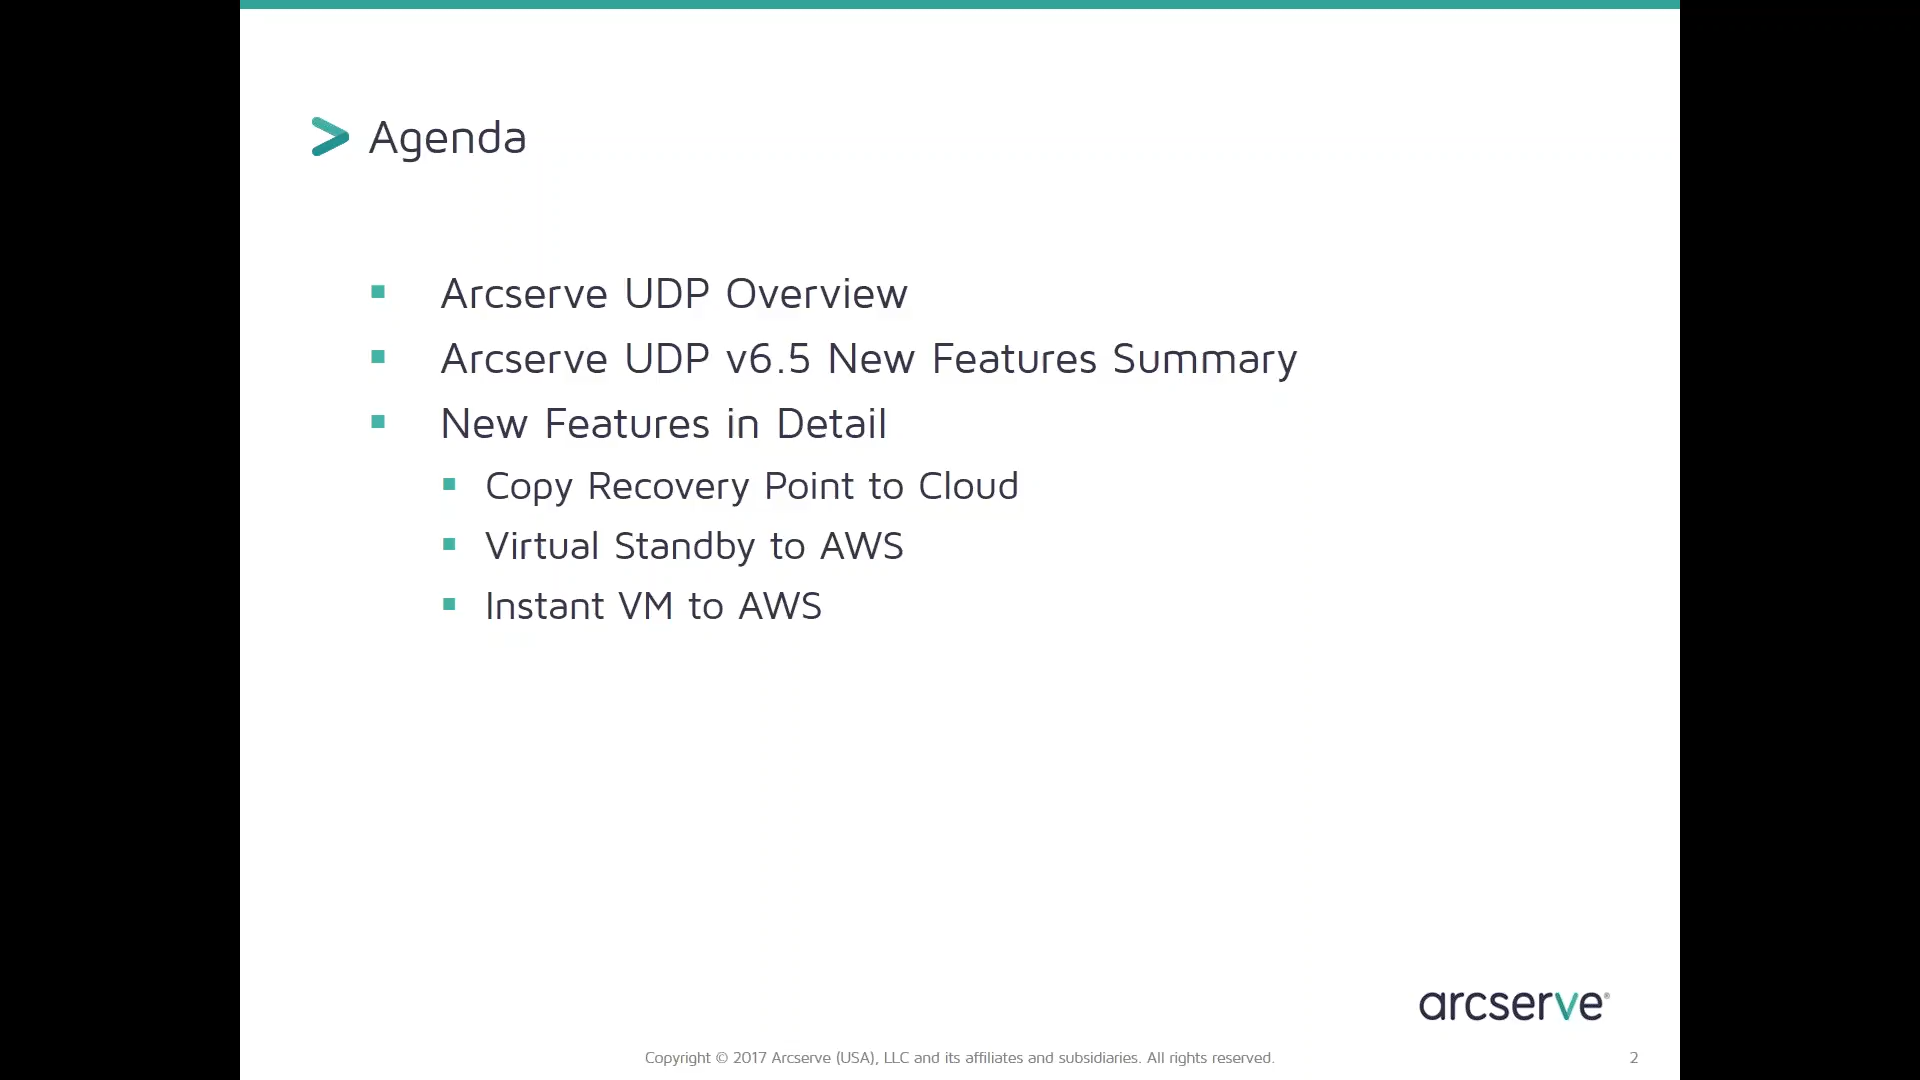 Agenda
Arcserve UDP Overview
Arcserve UDP v6.5 New Features Summary
New Features in Detail
Copy Recovery Point to Cloud
Virtual Standby to AWS
Instant VM to AWS
arcserve®
Copyright © 2017 Arcserve (USA), LLC and its affiliates and subsidiaries. All rights reserved.
2